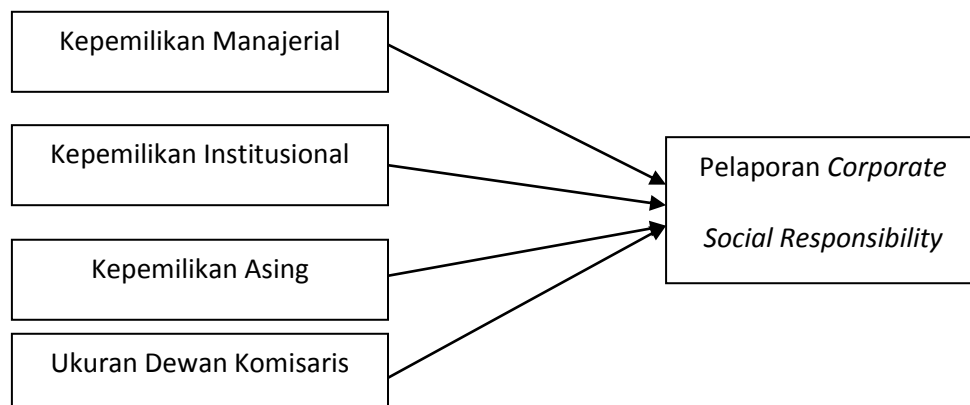 Kepemilikan Manajerial
Kepemilikan Institusional
Pelaporan Corporate
Social Responsibility
Kepemilikan Asing
Ukuran Dewan Komisaris